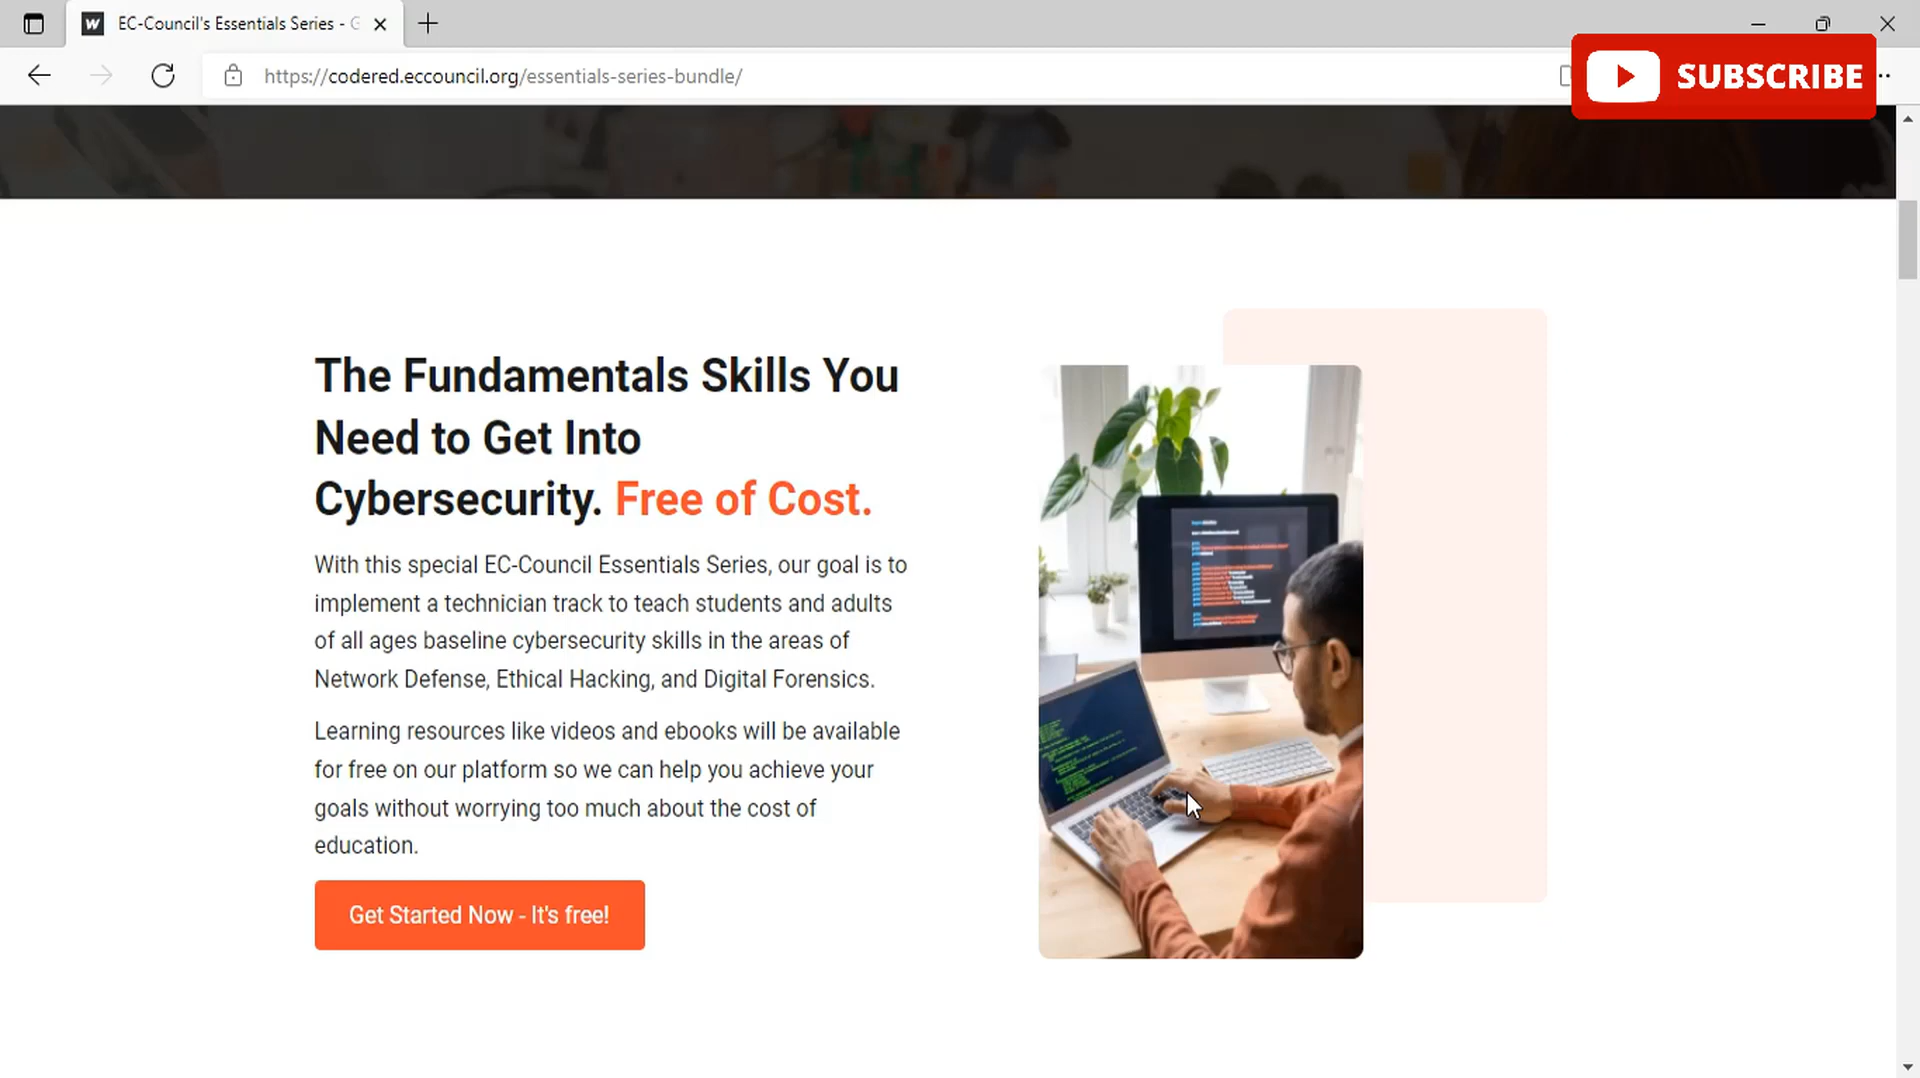 EC-Council's Essentials Series - G
https://codered.eccouncil.org/essentials-series-bundle/
SUBSCRIBE
The Fundamentals Skills You
Need to Get Into
Cybersecurity. Free of Cost.
With this special EC-Council Essentials Series, our goal is to
implement a technician track to teach students and adults
of all ages baseline cybersecurity skills in the areas of
Network Defense, Ethical Hacking, and Digital Forensics.
Learning resources like videos and ebooks will be available
for free on our platform so we can help you achieve your
goals without worrying too much about the cost of
education.
Get Started Now - It's free!